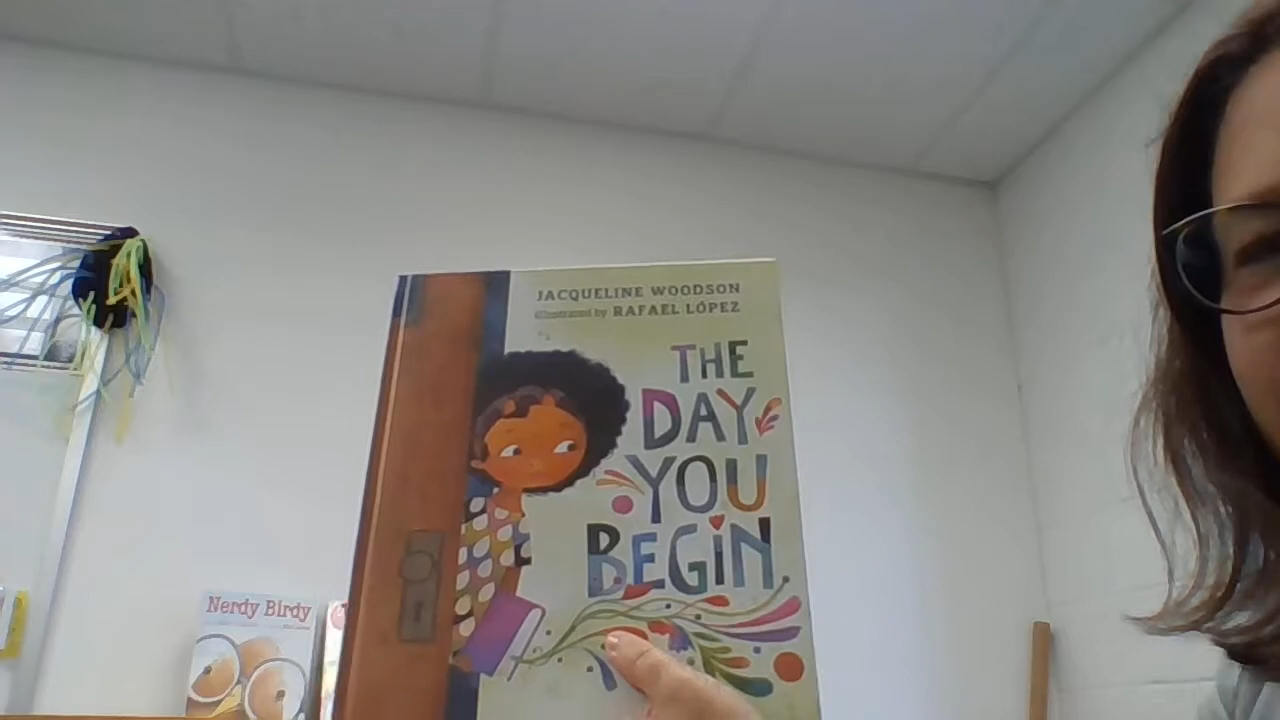 JACQUELINE WOODSON
illustrated by RAFAEL LÓPEZ
THE
DAY
YOU
BEGIN
Nerdy Birdy